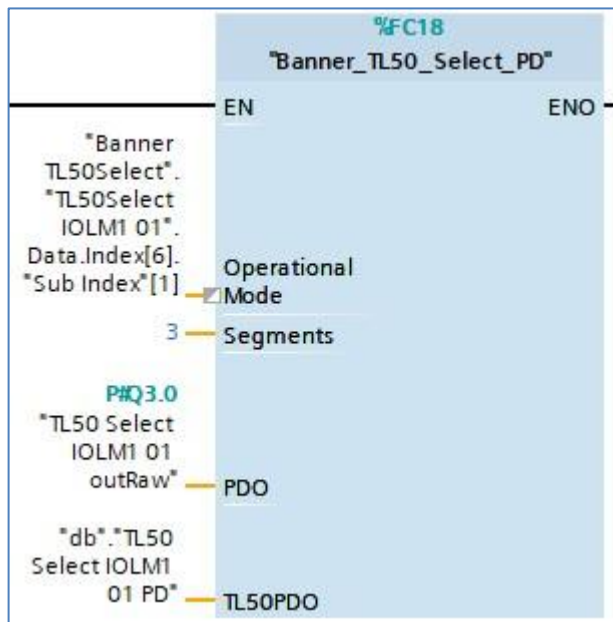 %FC18
"Banner_TL50_Select_PD"
EN ENO
"Banner
TL50Select".
"TL50Select
IOLM1 01".
Data.Index[6].
"Sub Index"[1]
Operational
Mode
3 Segments
P#Q3.0
"TL50 Select
IOLM1 01
outRaw"
PDO
"db"."TL50
Select IOLM1
01 PD"
TL50PDO